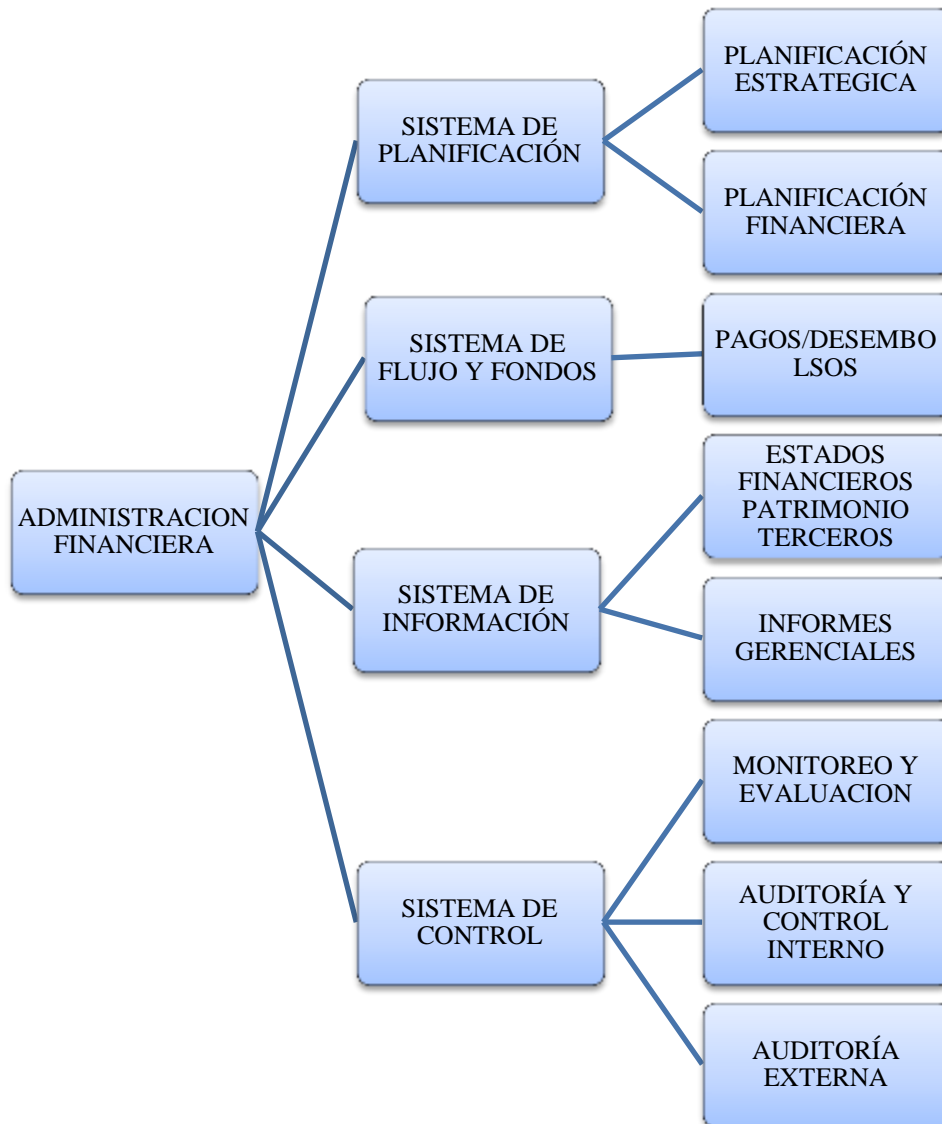 PLANIFICACIÓN
ESTRATEGICA
SISTEMA DE
PLANIFICACIÓN
PLANIFICACIÓN
FINANCIERA
SISTEMA DE
FLUJO Y FONDOS
PAGOS/DESEMBO
LSOS
ADMINISTRACION
FINANCIERA
ESTADOS
FINANCIEROS
PATRIMONIO
TERCEROS
SISTEMA DE
INFORMACIÓN
INFORMES
GERENCIALES
MONITOREO Y
EVALUACION
SISTEMA DE
CONTROL
AUDITORÍA Y
CONTROL
INTERNO
AUDITORÍA
EXTERNA